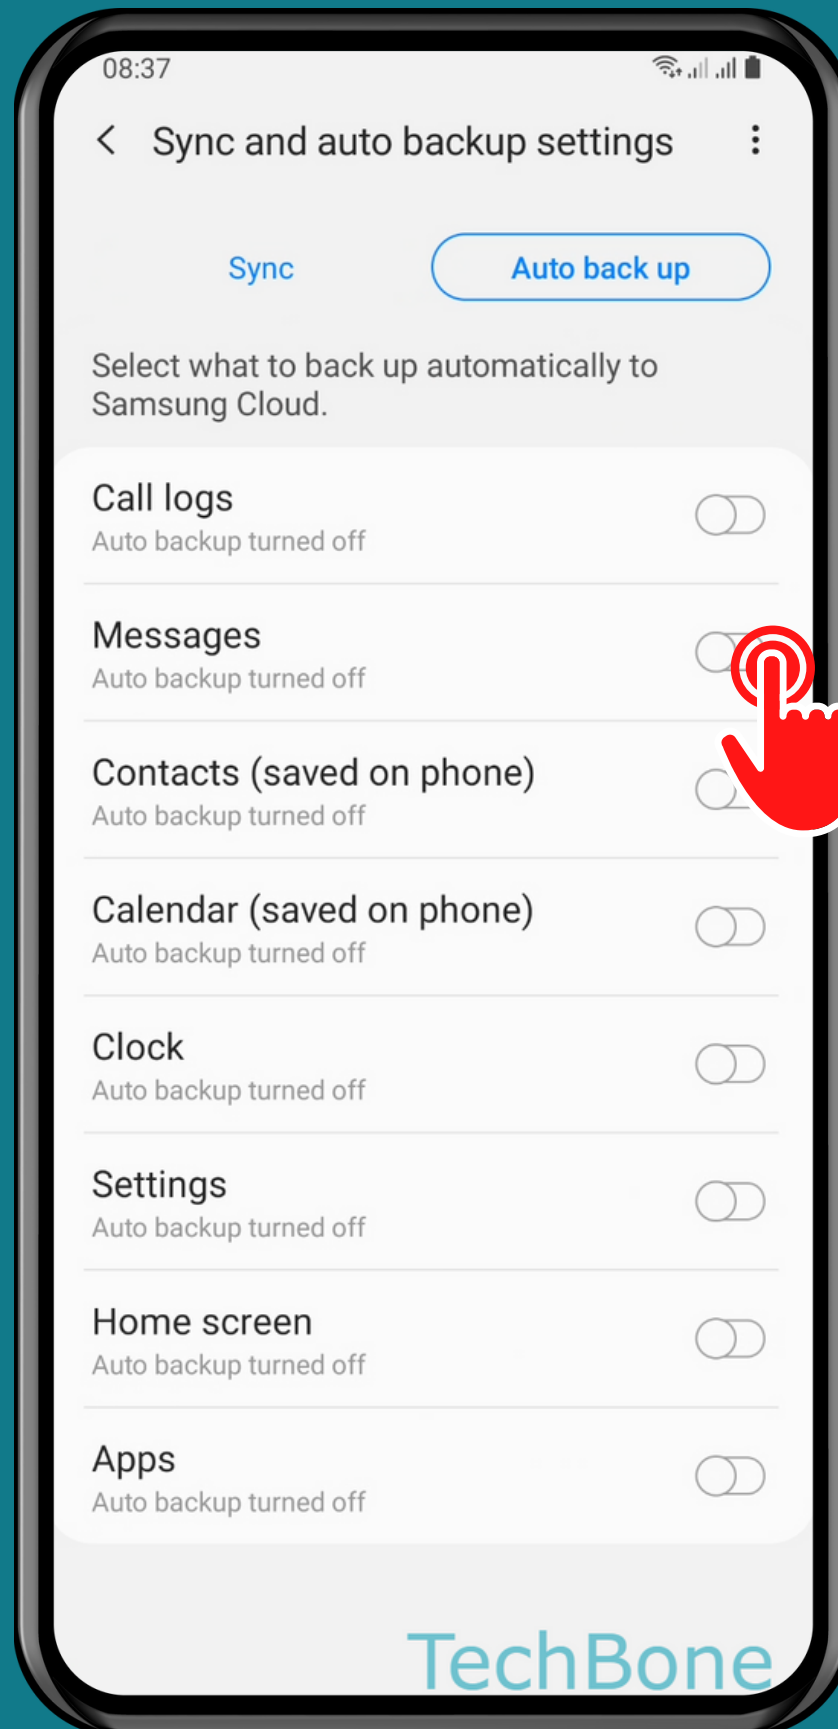 08:37
Sync and auto backup settings
Sync
Auto back up
Select what to back up automatically to
Samsung Cloud.
Call logs
Auto backup turned off
Messages
Auto backup turned off
Contacts (saved on phone)
Auto backup turned off
Calendar (saved on phone)
Auto backup turned off
Clock
Auto backup turned off
Settings
Auto backup turned off
Home screen
Auto backup turned off
Apps
Auto backup turned off
TechBone